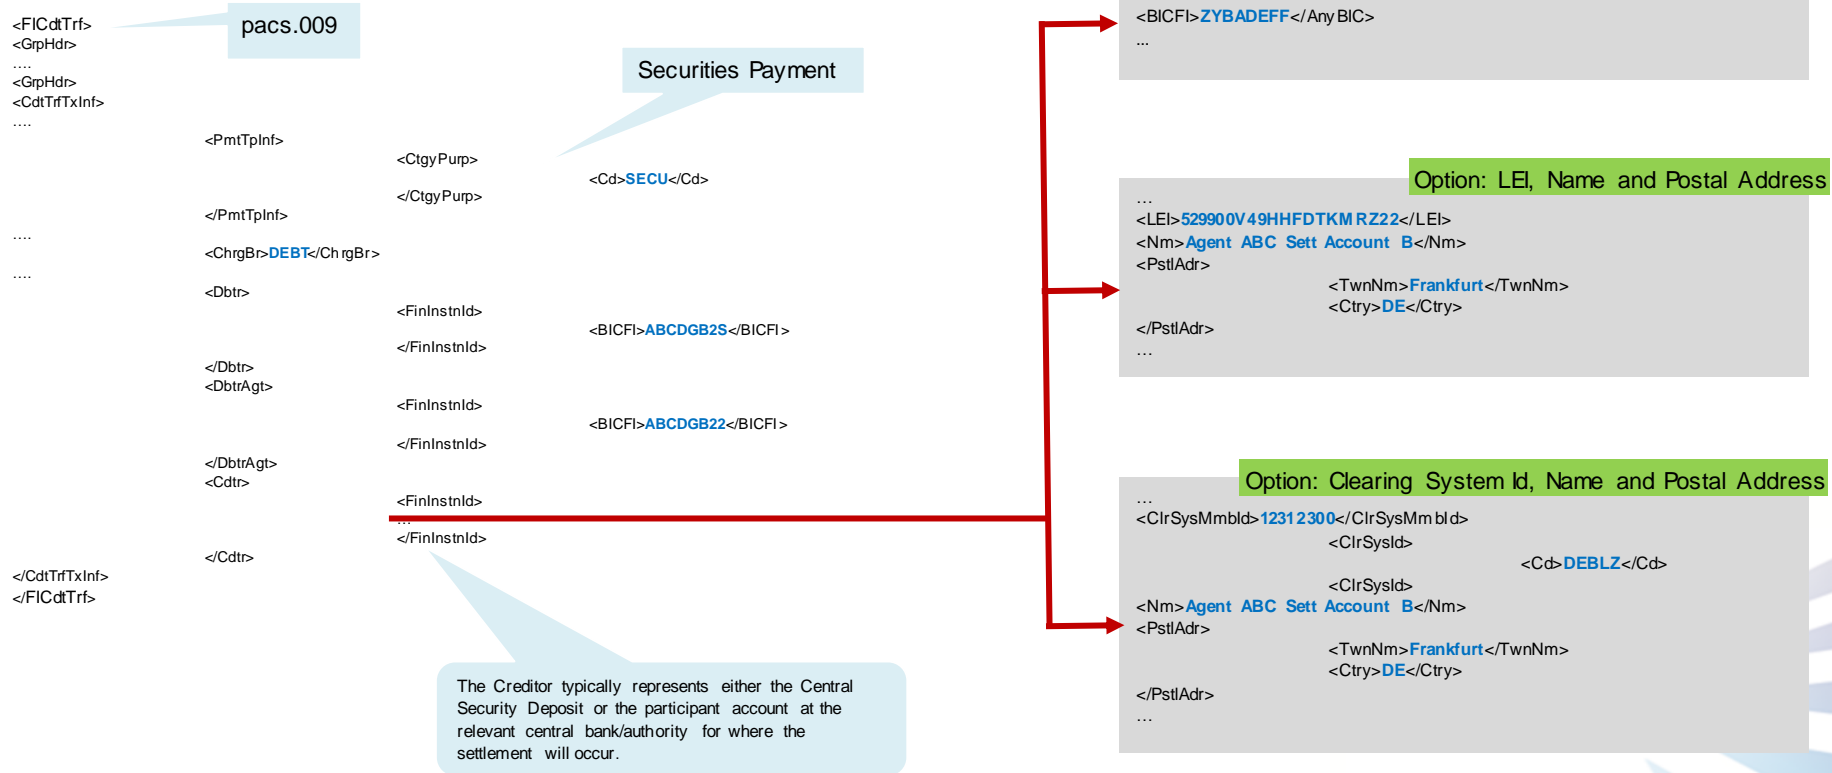 <FICdtTrf>
pacs.009
<GrpHdr>
....
<GrpHdr>
<CdtTrfTxInf>
....
Securities Payment
<PmtTpInf>
<CtgyPurp>
<Cd>SECU</Cd>
</CtgyPurp>
</PmtTpInf>
....
<ChrgBr>DEBT</ChrgBr>
....
<Dbtr>
<FinInstnId>
<BICFI>ABCDGB2S</BICFI>
</FinInstnId>
</Dbtr>
<DbtrAgt>
<FinInstnId>
<BICFI>ABCDGB22</BICFI>
</FinInstnId>
</DbtrAgt>
<Cdtr>
<FinInstnId>
...
</FinInstnId>
</Cdtr>
</CdtTrfTxInf>
</FICdtTrf>
The Creditor typically represents either the Central
Security Deposit or the participant account at the
relevant central bank/authority for where the
settlement will occur.
<BICFI>ZYBADEFF</AnyBIC>
...
Option: LEI, Name and Postal Address
...
<LEI>529900V49HHFDTKMRZ22</LEI>
<Nm>Agent ABC Sett Account B</Nm>
<PstlAdr>
<TwnNm>Frankfurt</TwnNm>
<Ctry>DE</Ctry>
</PstlAdr>
...
Option: Clearing System Id, Name and Postal Address
...
<ClrSysMmbId>12312300</ClrSysMmbId>
<ClrSysId>
<Cd>DEBLZ</Cd>
<ClrSysId>
<Nm>Agent ABC Sett Account B</Nm>
<PstlAdr>
<TwnNm>Frankfurt</TwnNm>
<Ctry>DE</Ctry>
</PstlAdr>
...